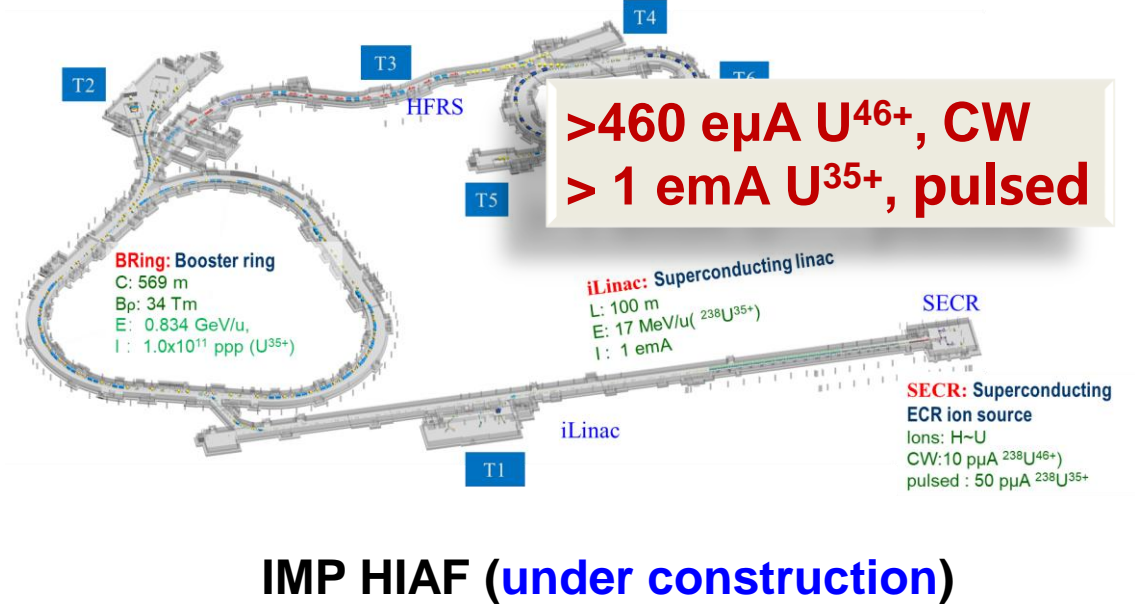 T4
T2
T3
T6
HFRS
>460 eµA U⁴⁶⁺, CW
> 1 emA U³⁵⁺, pulsed
T5
BRing: Booster ring
C: 569 m
Bρ: 34 Tm
E: 0.834 GeV/u,
I : 1.0x10¹¹ ppp (U³⁵⁺)
iLinac: Superconducting linac
L: 100 m
E: 17 MeV/u( ²³⁸U³⁵⁺)
I : 1 emA
SECR
SECR: Superconducting
ECR ion source
Ions: H~U
CW:10 pµA ²³⁸U⁴⁶⁺)
pulsed : 50 pµA ²³⁸U³⁵⁺
iLinac
T1
IMP HIAF (under construction)